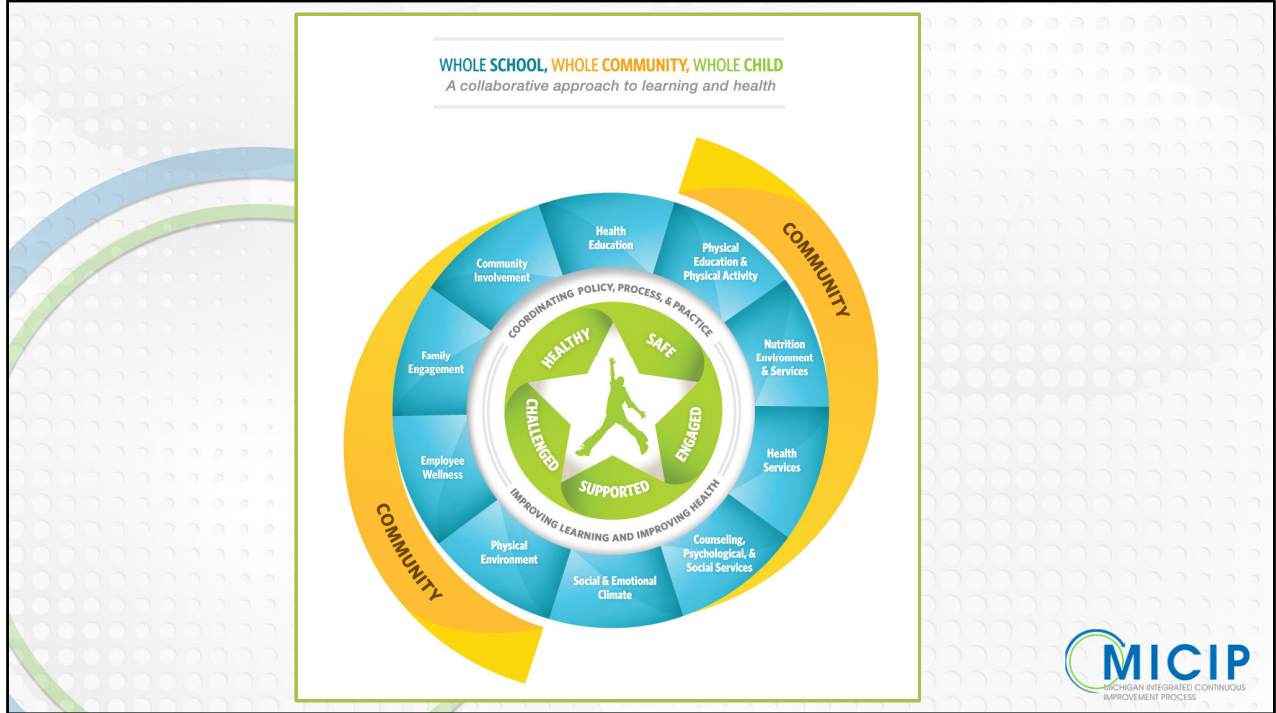 WHOLE SCHOOL, WHOLE COMMUNITY, WHOLE CHILD
A collaborative approach to learning and health
COMMUNITY
Health
Education
Physical
Education &
Physical Activity
Nutrition
Environment
& Services
Health
Services
Counseling,
Psychological, &
Social Services
Social & Emotional
Climate
Physical
Environment
Employee
Wellness
Family
Engagement
Community
Involvement
COORDINATING POLICY, PROCESS, & PRACTICE
IMPROVING LEARNING AND IMPROVING HEALTH
HEALTHY
SAFE
ENGAGED
SUPPORTED
CHALLENGED
COMMUNITY
MICIP
MICHIGAN INTEGRATED CONTINUOUS
IMPROVEMENT PROCESS